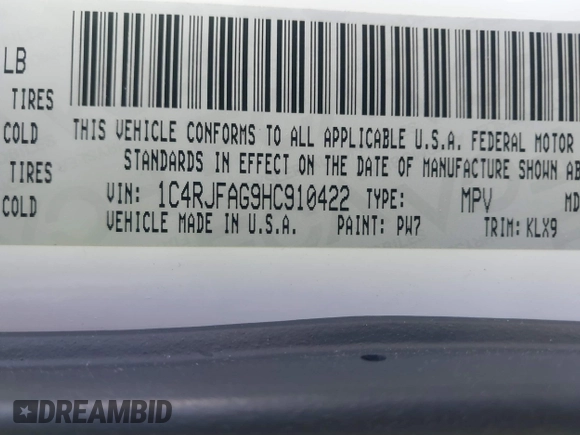 LB
TIRES
COLD
THIS VEHICLE CONFORMS TO ALL APPLICABLE U.S.A. FEDERAL MOTOR
STANDARDS IN EFFECT ON THE DATE OF MANUFACTURE SHOWN AB
TIRES
VIN: 1C4RJFAG9HC910422 TYPE: MPV MD
COLD
VEHICLE MADE IN U.S.A. PAINT: PW7 TRIM: KLX9
DREAMBID